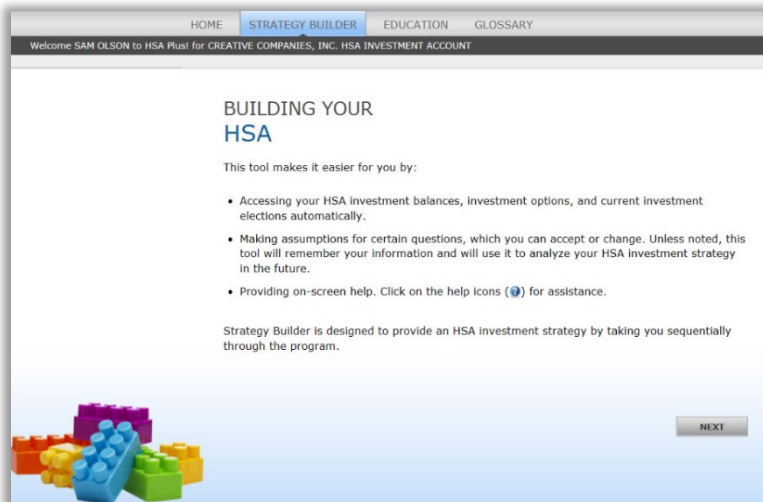 HOME STRATEGY BUILDER EDUCATION GLOSSARY
Welcome SAM OLSON to HSA Plus! for CREATIVE COMPANIES, INC. HSA INVESTMENT ACCOUNT
BUILDING YOUR
HSA
This tool makes it easier for you by:
• Accessing your HSA investment balances, investment options, and current investment
elections automatically.
• Making assumptions for certain questions, which you can accept or change. Unless noted, this
tool will remember your information and will use it to analyze your HSA investment strategy
in the future.
• Providing on-screen help. Click on the help icons (?) for assistance.
Strategy Builder is designed to provide an HSA investment strategy by taking you sequentially
through the program.
NEXT